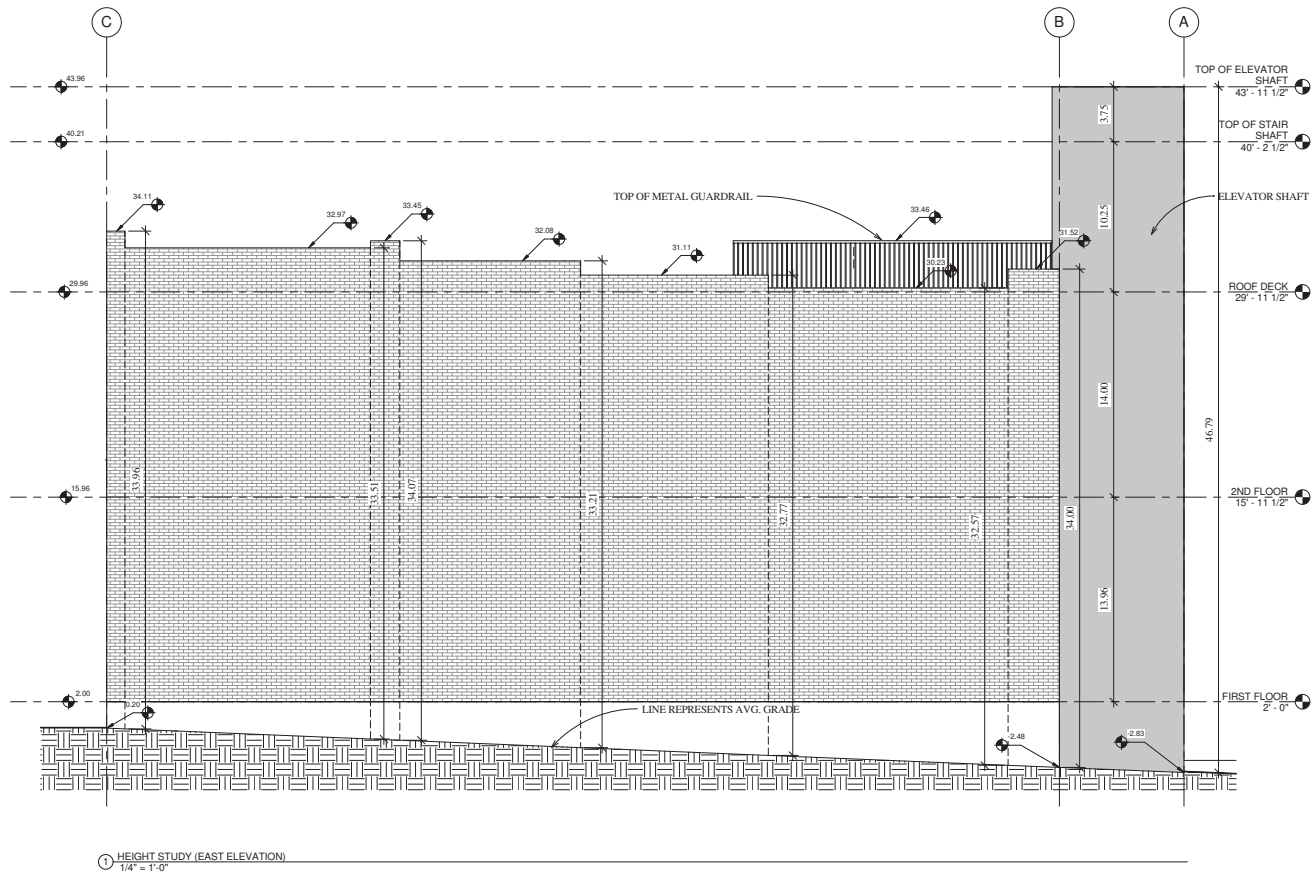 C
B
A
43.96
TOP OF ELEVATOR
SHAFT
43' - 11 1/2"
3.75
40.21
TOP OF STAIR
SHAFT
40' - 2 1/2"
34.11
32.97
33.45
32.08
31.11
TOP OF METAL GUARDRAIL
33.46
30.23
31.52
10.25
ELEVATOR SHAFT
29.96
ROOF DECK
29' - 11 1/2"
14.00
46.79
33.96
33.51
34.07
33.21
32.77
32.57
34.00
15.96
2ND FLOOR
15' - 11 1/2"
13.96
2.00
FIRST FLOOR
2' - 0"
0.20
LINE REPRESENTS AVG. GRADE
-2.48
-2.83
1 HEIGHT STUDY (EAST ELEVATION)
1/4" = 1'-0"